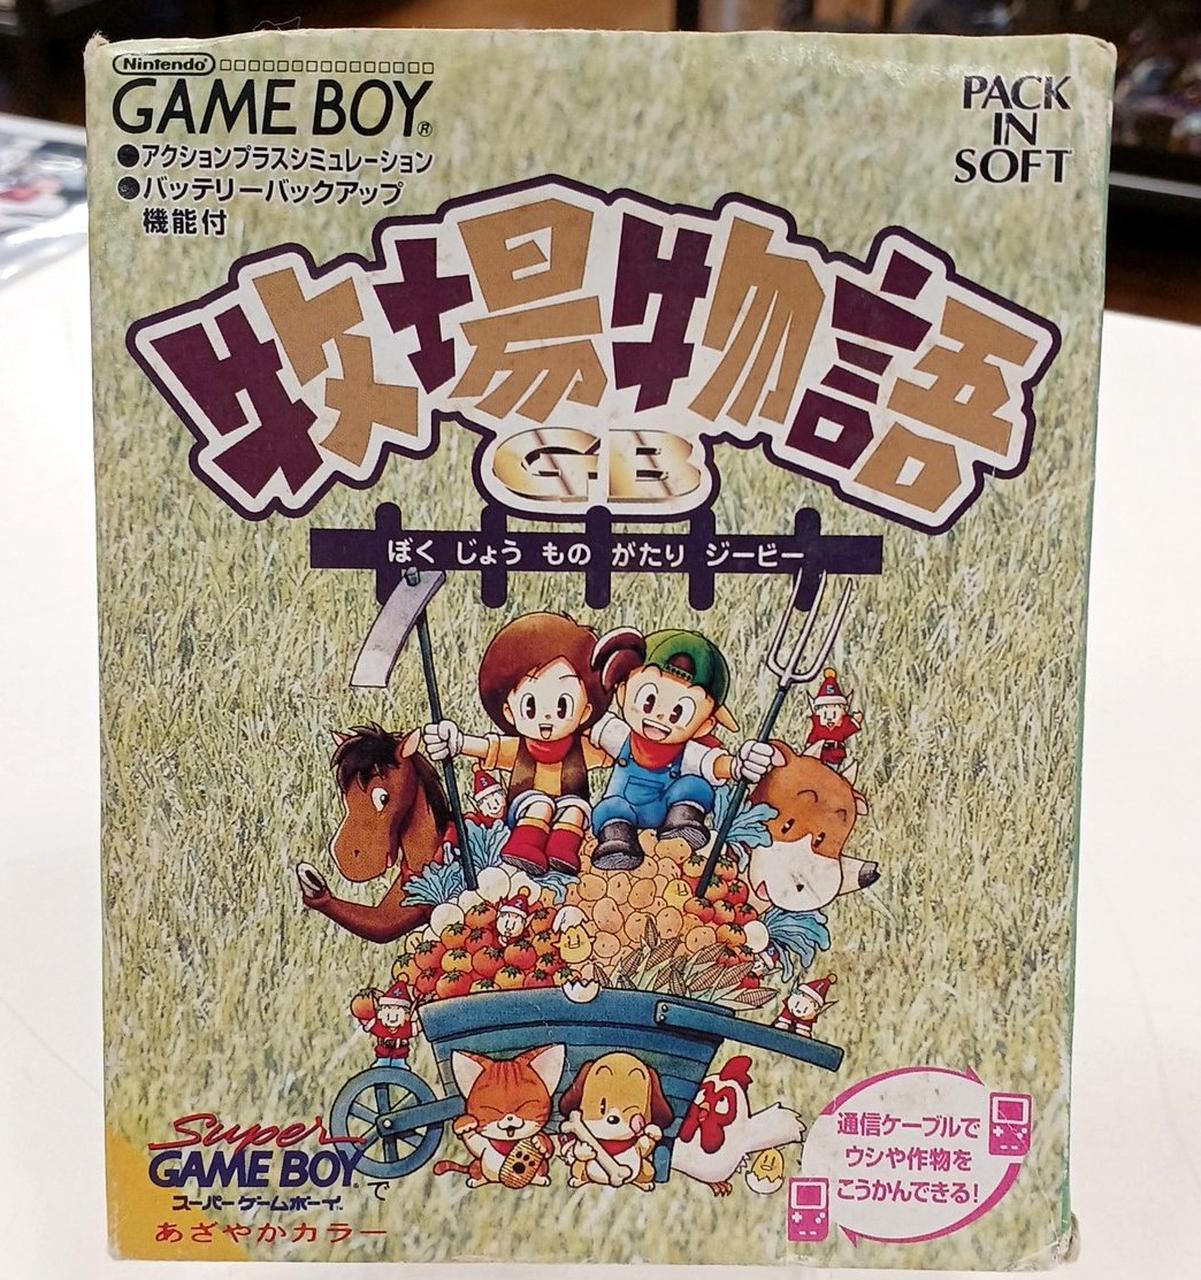 Nintendo
GAME BOY®
●アクションプラスシミュレーション
●バッテリーバックアップ
機能付
PACK
IN
SOFT
牧場物語
GB
ぼく じょう もの がたり ジービー
Super
GAME BOY®で
スーパーゲームボーイ™
あざやかカラー
通信ケーブルで
ウシや作物を
こうかんできる!